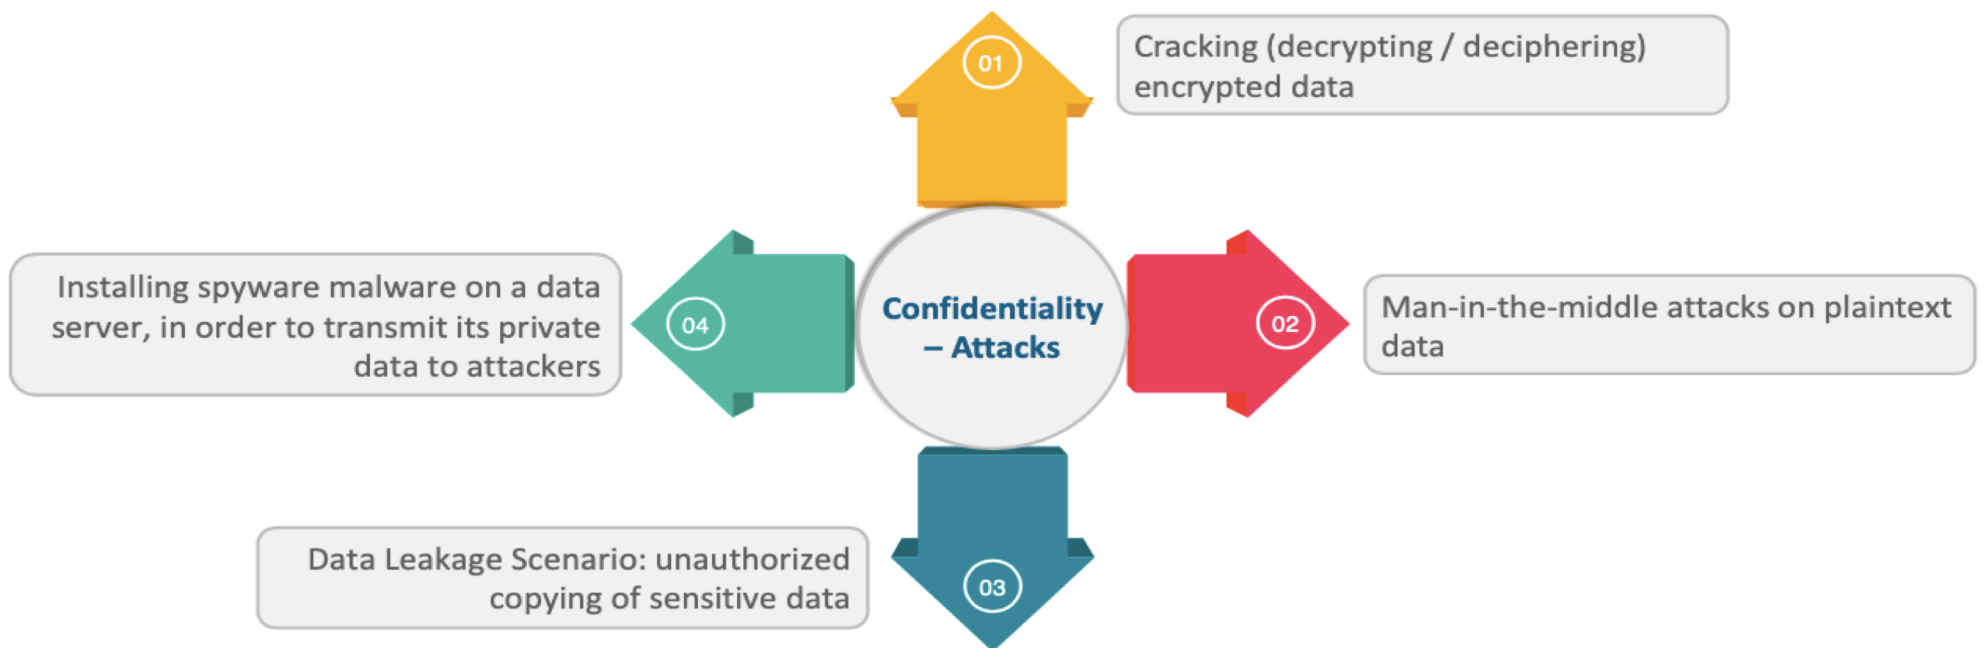 01
Cracking (decrypting / deciphering)
encrypted data
02
Man-in-the-middle attacks on plaintext
data
03
Data Leakage Scenario: unauthorized
copying of sensitive data
04
Installing spyware malware on a data
server, in order to transmit its private
data to attackers
Confidentiality
– Attacks